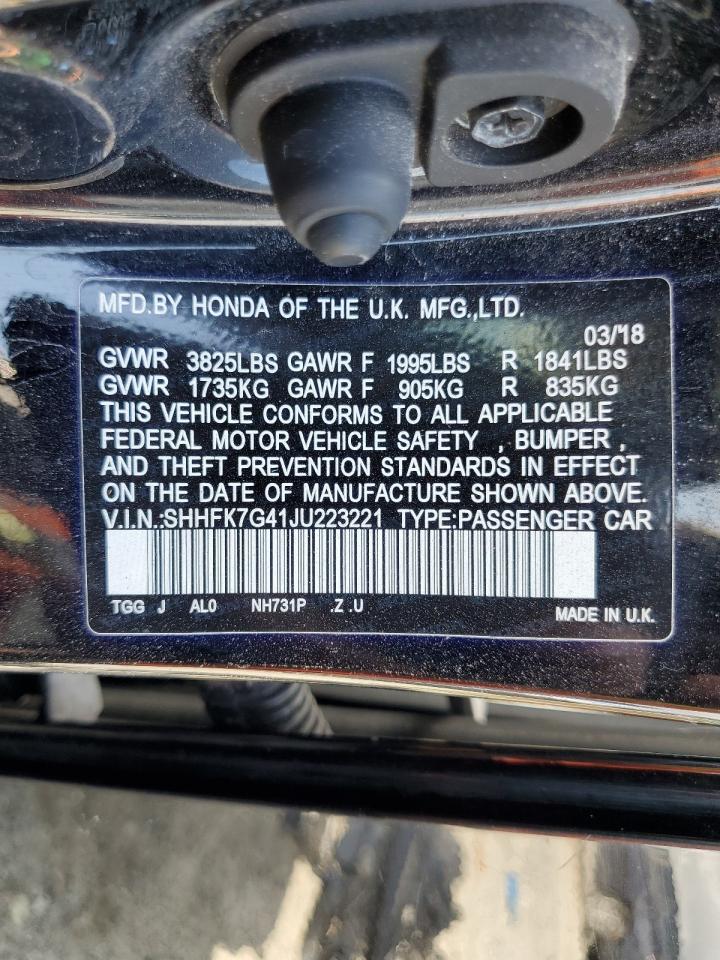 MFD.BY HONDA OF THE U.K. MFG.,LTD.
03/18
GVWR 3825LBS GAWR F 1995LBS R 1841LBS
GVWR 1735KG GAWR F 905KG R 835KG
THIS VEHICLE CONFORMS TO ALL APPLICABLE
FEDERAL MOTOR VEHICLE SAFETY , BUMPER ,
AND THEFT PREVENTION STANDARDS IN EFFECT
ON THE DATE OF MANUFACTURE SHOWN ABOVE.
V.I.N.:SHHFK7G41JU223221 TYPE:PASSENGER CAR
TGG J AL0 NH731P .Z .U
MADE IN U.K.